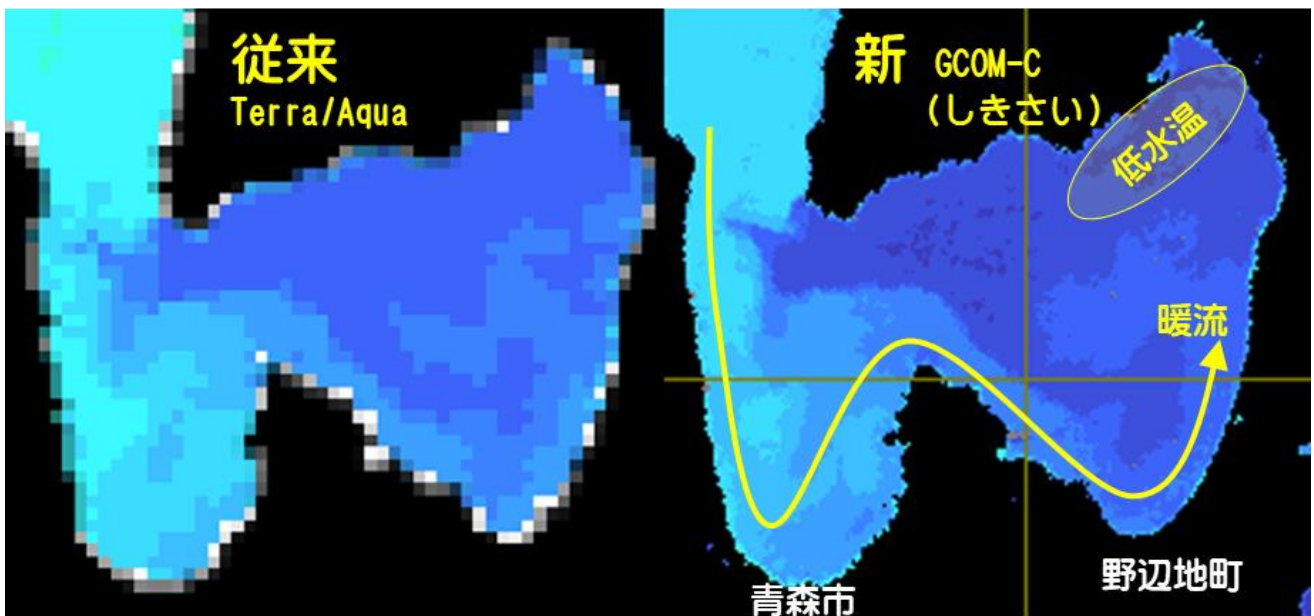 従来
Terra/Aqua
新 GCOM-C
(しきさい)
低水温
暖流
青森市
野辺地町